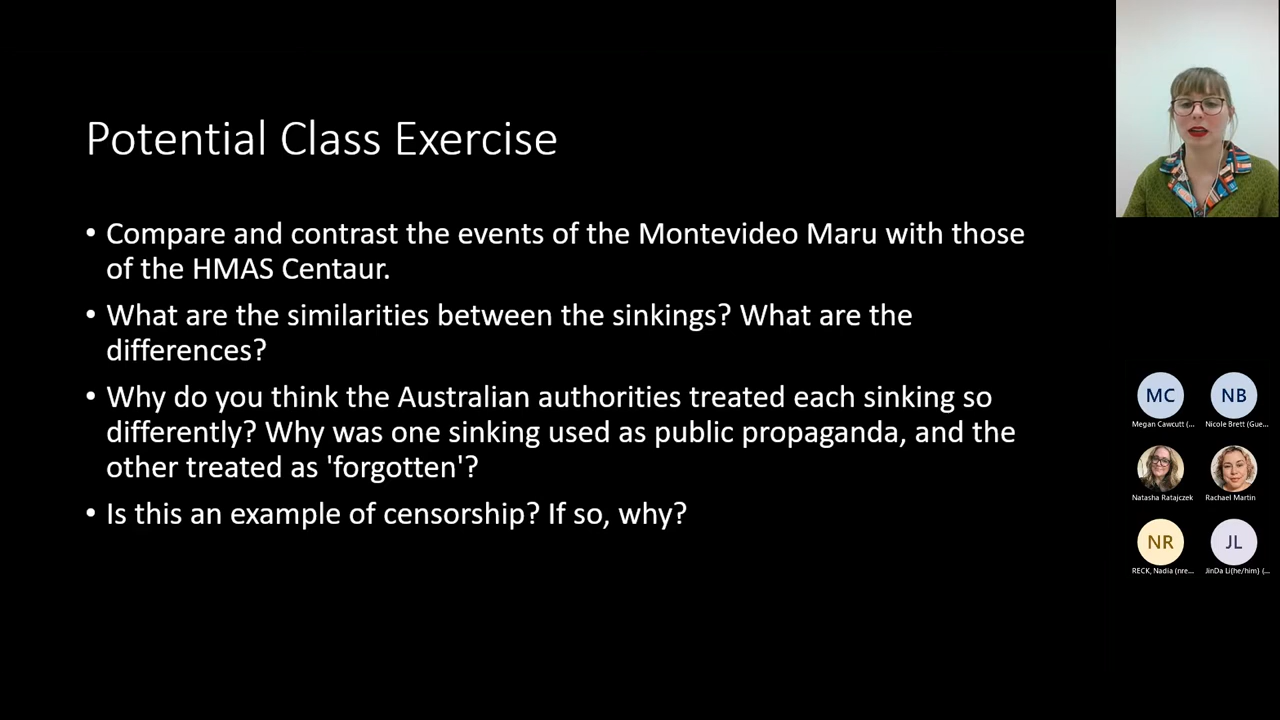 Potential Class Exercise
• Compare and contrast the events of the Montevideo Maru with those
of the HMAS Centaur.
• What are the similarities between the sinkings? What are the
differences?
• Why do you think the Australian authorities treated each sinking so
differently? Why was one sinking used as public propaganda, and the
other treated as 'forgotten'?
• Is this an example of censorship? If so, why?
MC NB
Megan Cawcutt (... Nicole Brett (Gue...
Natasha Ratajczek Rachael Martin
NR JL
RECK, Nadia (nre... JinDa Li(he/him) (...